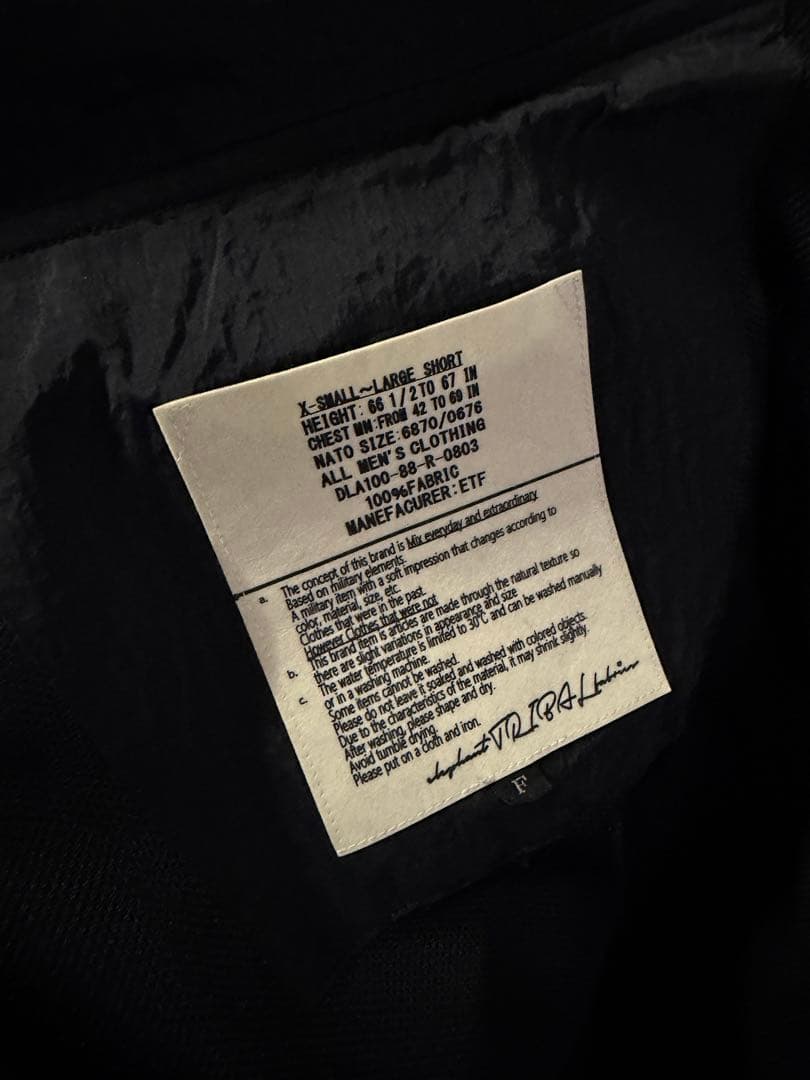 X-SMALL~LARGE SHORT
HEIGHT: 66 1/2 TO 67 IN
CHEST MM:FROM 42 TO 69 IN
NATO SIZE:6870/0676
ALL MEN'S CLOTHING
DLA100-88-R-0803
100%FABRIC
MANEFACURER:ETF
a. The concept of this brand is Mix everyday and extraordinary
Based on military elements.
A military item with a soft impression that changes according to
color, material, size, etc.
Clothes that were in the past.
However Clothes that were not
b. This brand item is articles are made through the natural texture so
there are slight variations in appearance and size
c. The water temperature is limited to 30℃ and can be washed manually
or in a washing machine.
Some items cannot be washed.
Please do not leave it soaked and washed with colored objects.
Due to the characteristics of the material, it may shrink slightly.
After washing, please shape and dry.
Avoid tumble drying.
Please put on a cloth and iron.
elephant TRIBAL fabrics
F